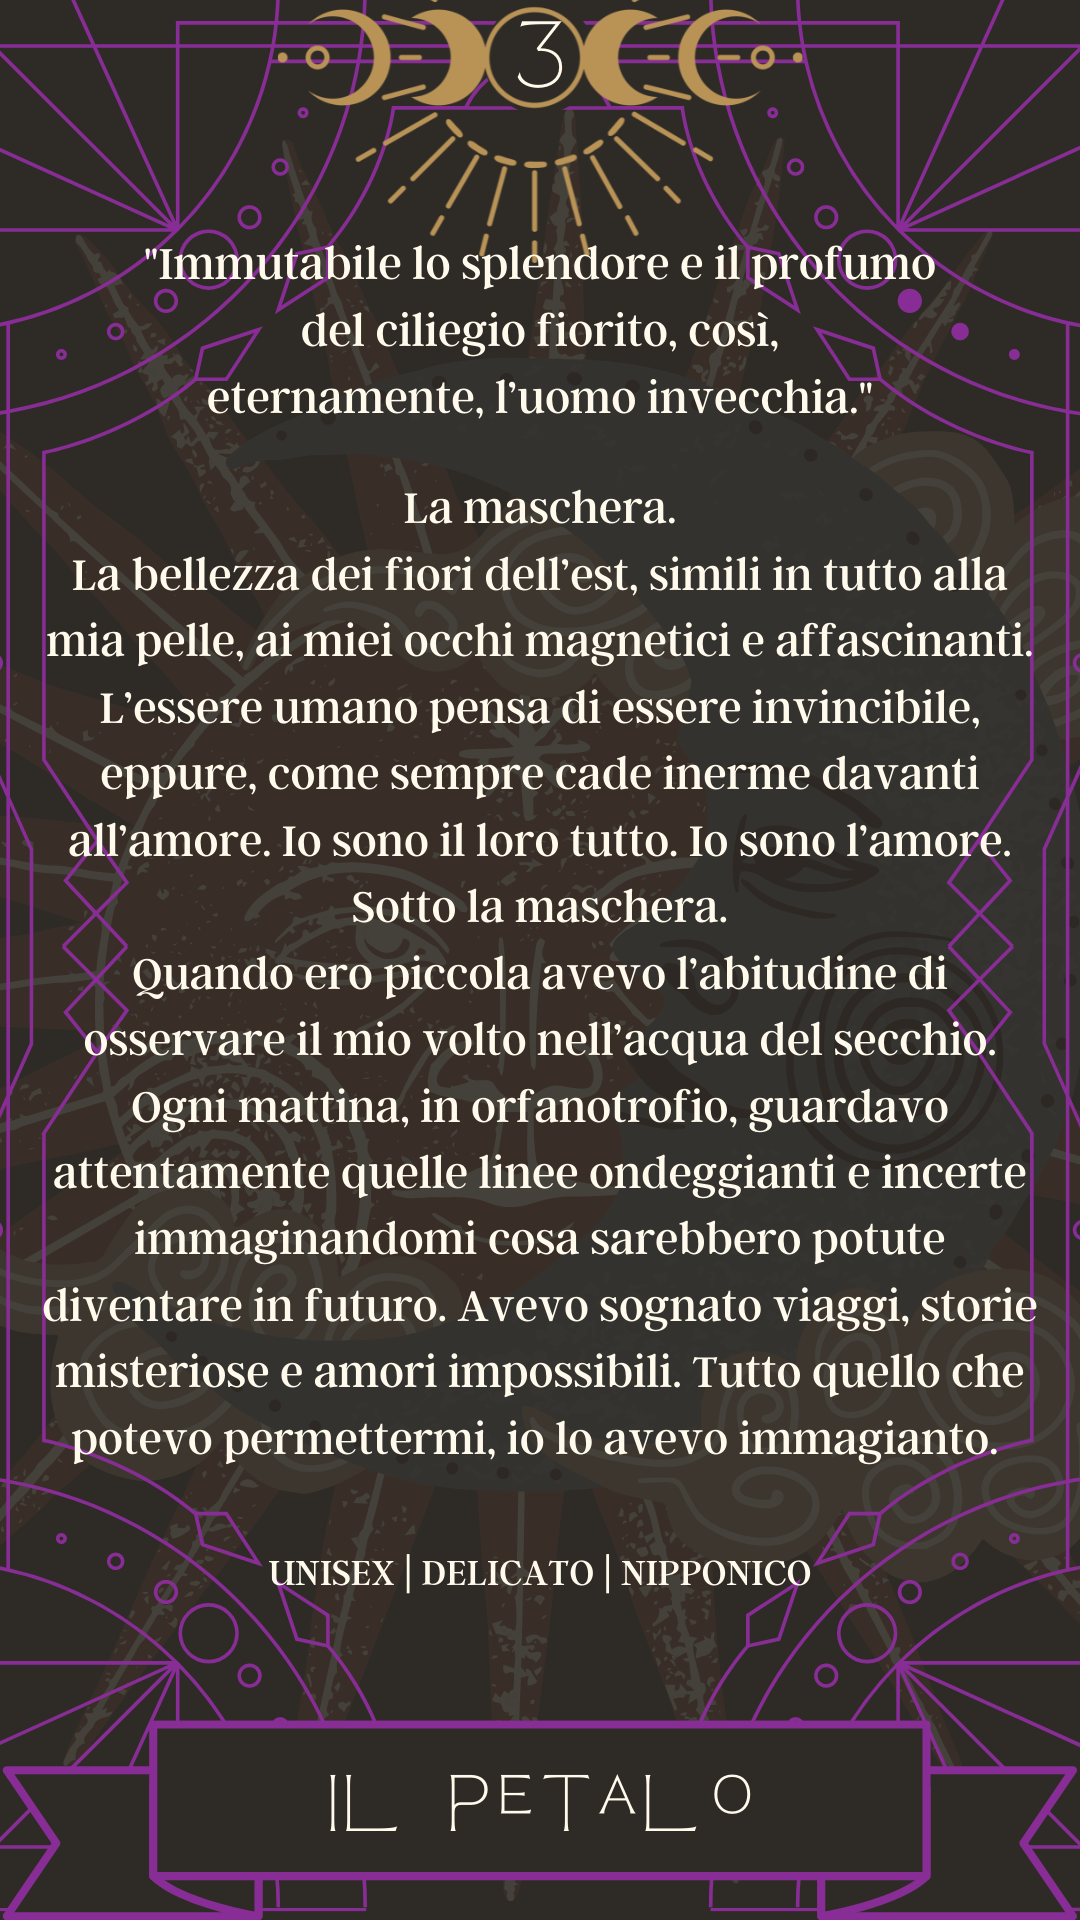 3
"Immutabile lo splendore e il profumo
del ciliegio fiorito, così,
eternamente, l’uomo invecchia."
La maschera.
La bellezza dei fiori dell’est, simili in tutto alla
mia pelle, ai miei occhi magnetici e affascinanti.
L’essere umano pensa di essere invincibile,
eppure, come sempre cade inerme davanti
all’amore. Io sono il loro tutto. Io sono l’amore.
Sotto la maschera.
Quando ero piccola avevo l’abitudine di
osservare il mio volto nell’acqua del secchio.
Ogni mattina, in orfanotrofio, guardavo
attentamente quelle linee ondeggianti e incerte
immaginandomi cosa sarebbero potute
diventare in futuro. Avevo sognato viaggi, storie
misteriose e amori impossibili. Tutto quello che
potevo permettermi, io lo avevo immagianto.
UNISEX | DELICATO | NIPPONICO
IL PETALO